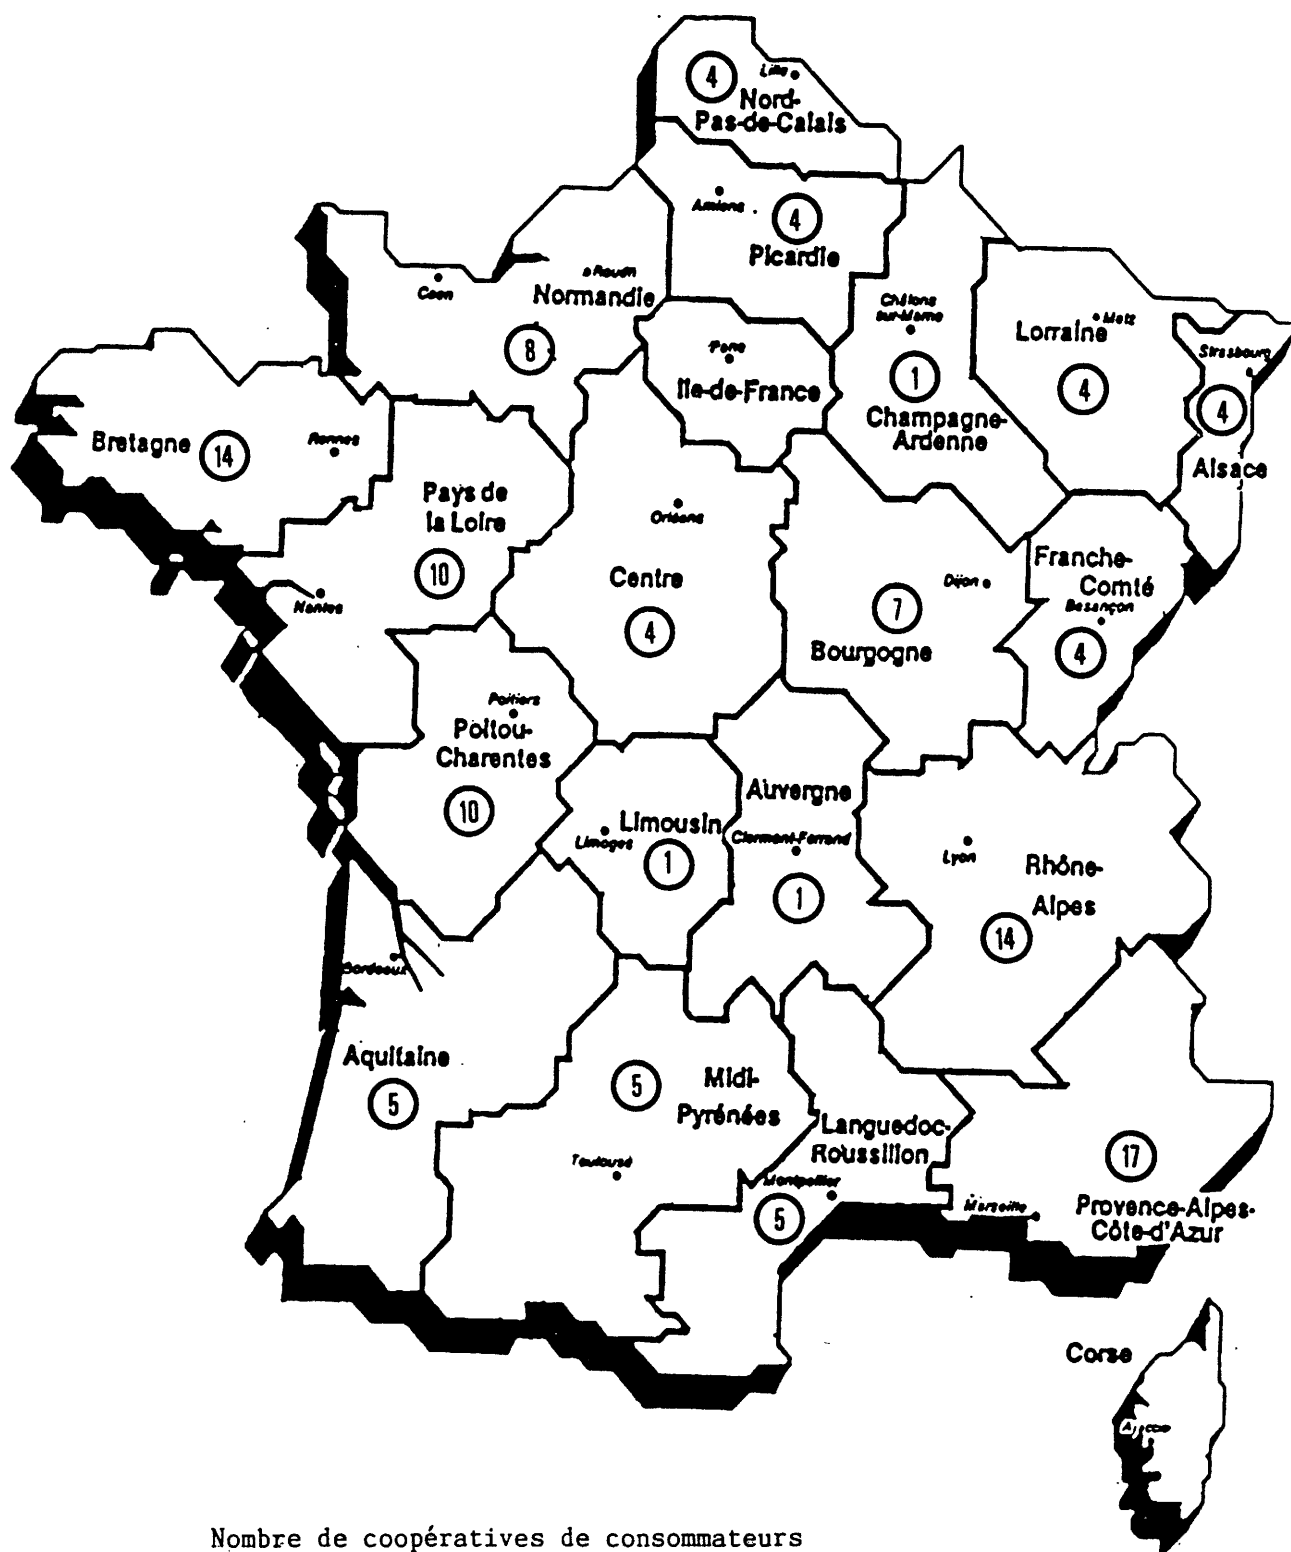 4
Lille
Nord-
Pas-de-Calais
Amiens
4
Picardie
Rouen
Caen
Normandie
8
Châlons
sur-Marne
1
Champagne-
Ardenne
Metz
Lorraine
4
Strasbourg
4
Alsace
Ile-de-France
Bretagne
14
Rennes
Pays de
la Loire
10
Nantes
Orléans
Centre
4
Dijon
7
Bourgogne
Franche-
Comté
Besançon
4
Poitiers
Poitou-
Charentes
10
Limousin
Limoges
1
Auvergne
Clermont-Ferrand
1
Lyon
Rhône-
Alpes
14
Bordeaux
Aquitaine
5
5
Midi-
Pyrénées
Toulouse
Languedoc-
Roussillon
Montpellier
5
17
Marseille
Provence-Alpes-
Côte-d'Azur
Corse
Nombre de coopératives de consommateurs